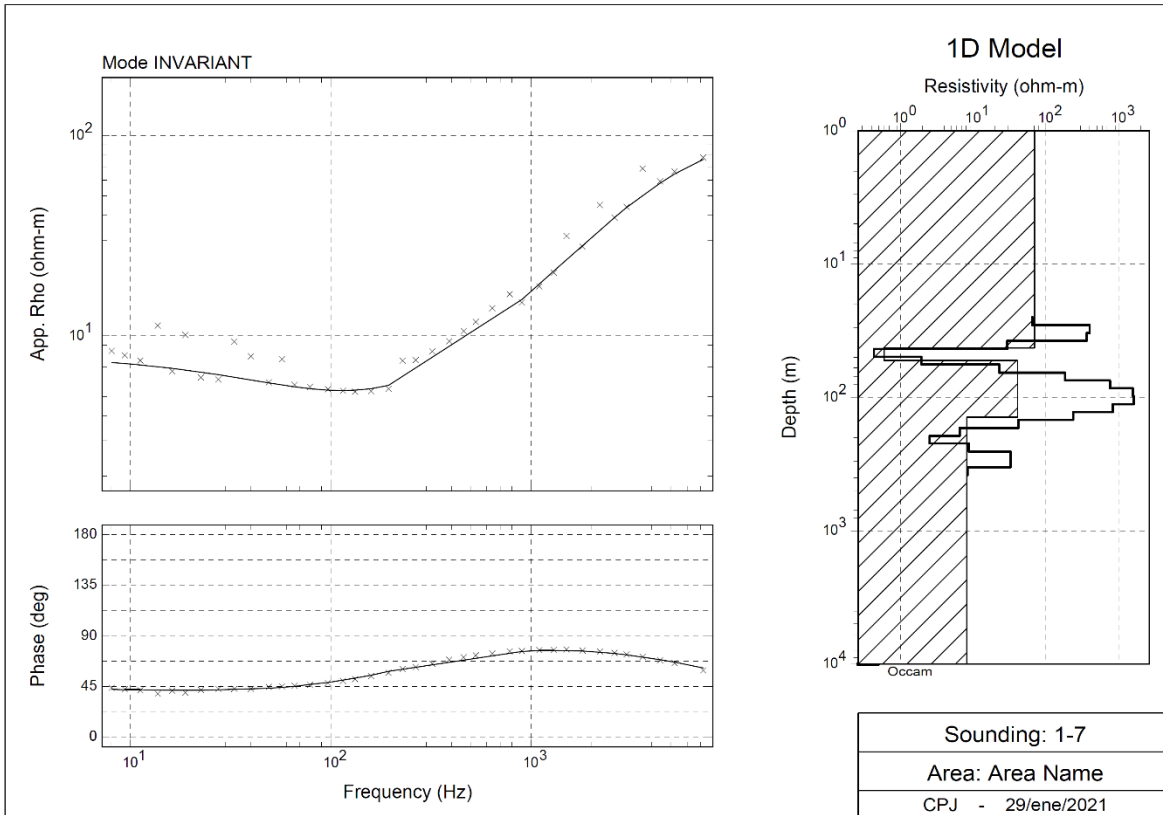 Mode INVARIANT
10²
10¹
App. Rho (ohm-m)
180
135
90
45
0
Phase (deg)
10¹ 10² 10³
Frequency (Hz)
1D Model
Resistivity (ohm-m)
10⁰ 10¹ 10² 10³
10⁰
10¹
10²
10³
10⁴
Depth (m)
Occam
Sounding: 1-7
Area: Area Name
CPJ - 29/ene/2021